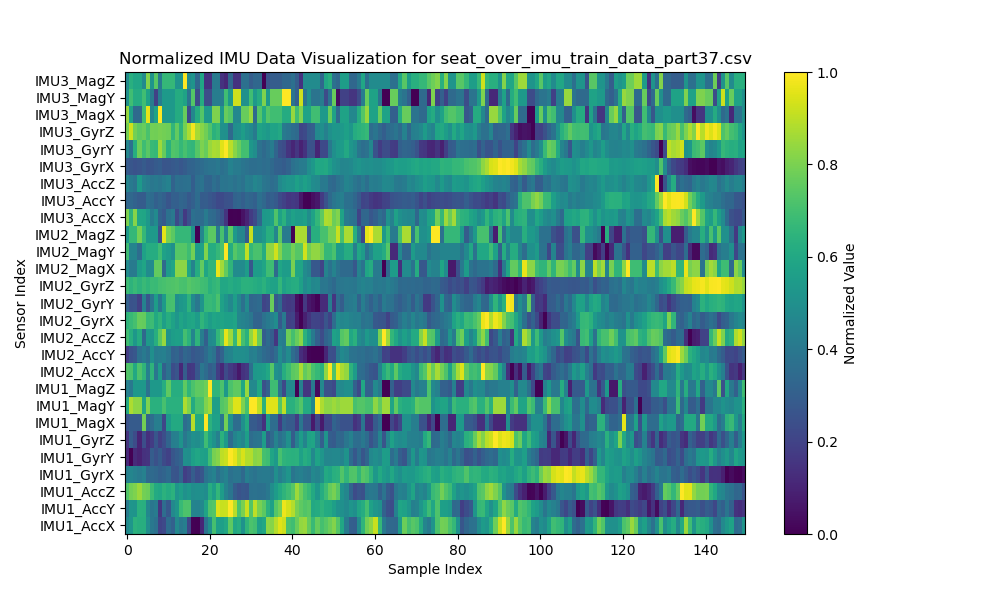 Normalized IMU Data Visualization for seat_over_imu_train_data_part37.csv
IMU3_MagZ
IMU3_MagY
IMU3_MagX
IMU3_GyrZ
IMU3_GyrY
IMU3_GyrX
IMU3_AccZ
IMU3_AccY
IMU3_AccX
IMU2_MagZ
IMU2_MagY
IMU2_MagX
IMU2_GyrZ
IMU2_GyrY
IMU2_GyrX
IMU2_AccZ
IMU2_AccY
IMU2_AccX
IMU1_MagZ
IMU1_MagY
IMU1_MagX
IMU1_GyrZ
IMU1_GyrY
IMU1_GyrX
IMU1_AccZ
IMU1_AccY
IMU1_AccX
Sensor Index
0 20 40 60 80 100 120 140
Sample Index
1.0
0.8
0.6
0.4
0.2
0.0
Normalized Value